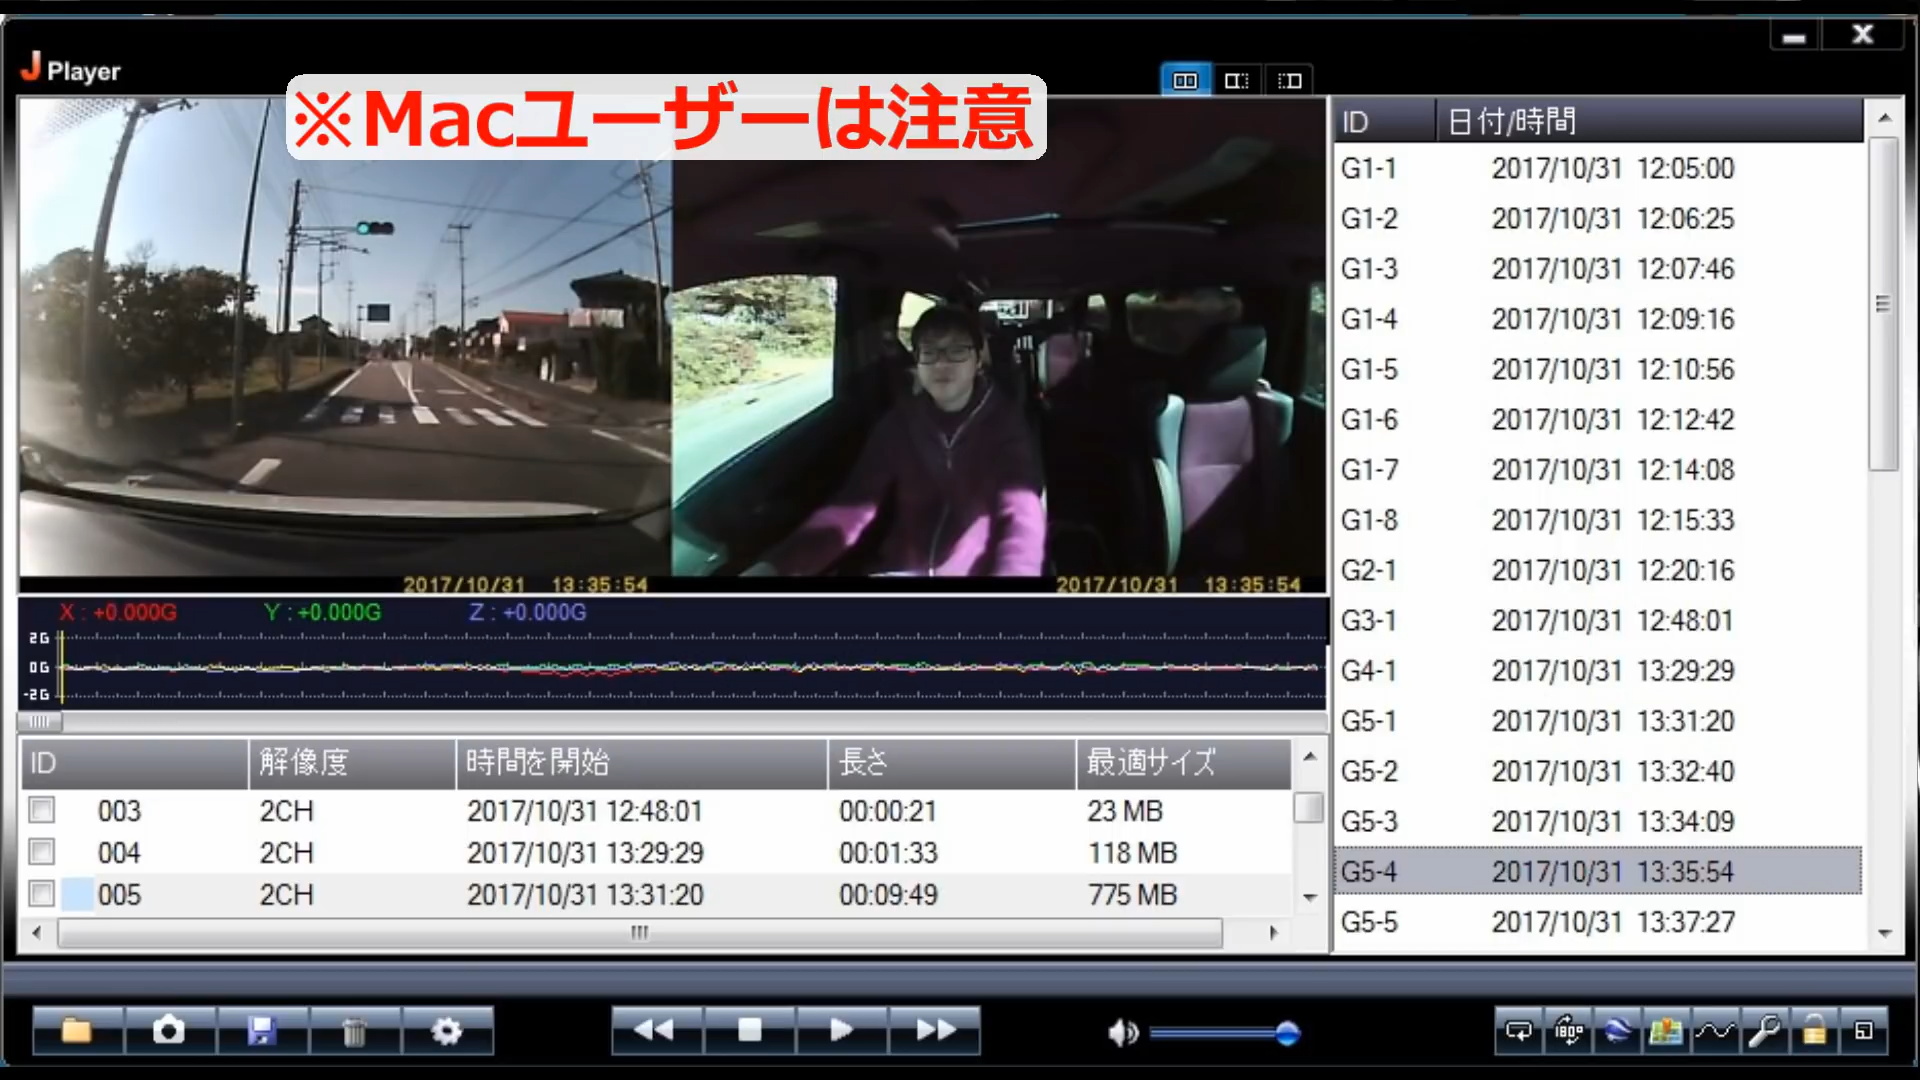 J Player
※Macユーザーは注意
2017/10/31 13:35:54
2017/10/31 13:35:54
X : +0.000G Y : +0.000G Z : +0.000G
2G
0G
-2G
ID 解像度 時間を開始 長さ 最適サイズ
003 2CH 2017/10/31 12:48:01 00:00:21 23 MB
004 2CH 2017/10/31 13:29:29 00:01:33 118 MB
005 2CH 2017/10/31 13:31:20 00:09:49 775 MB
ID 日付/時間
G1-1 2017/10/31 12:05:00
G1-2 2017/10/31 12:06:25
G1-3 2017/10/31 12:07:46
G1-4 2017/10/31 12:09:16
G1-5 2017/10/31 12:10:56
G1-6 2017/10/31 12:12:42
G1-7 2017/10/31 12:14:08
G1-8 2017/10/31 12:15:33
G2-1 2017/10/31 12:20:16
G3-1 2017/10/31 12:48:01
G4-1 2017/10/31 13:29:29
G5-1 2017/10/31 13:31:20
G5-2 2017/10/31 13:32:40
G5-3 2017/10/31 13:34:09
G5-4 2017/10/31 13:35:54
G5-5 2017/10/31 13:37:27
180°